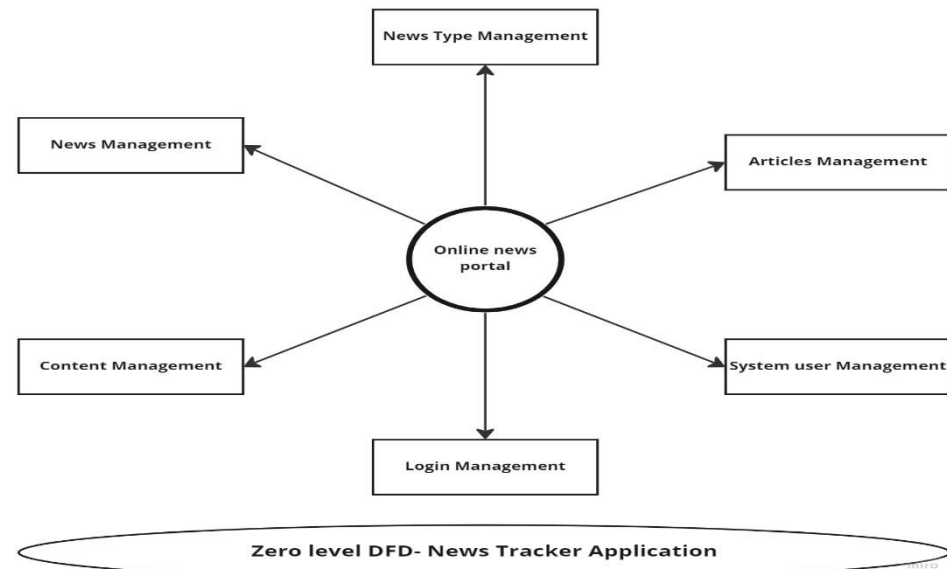 News Type Management
News Management
Articles Management
Online news
portal
Content Management
System user Management
Login Management
Zero level DFD- News Tracker Application
miro